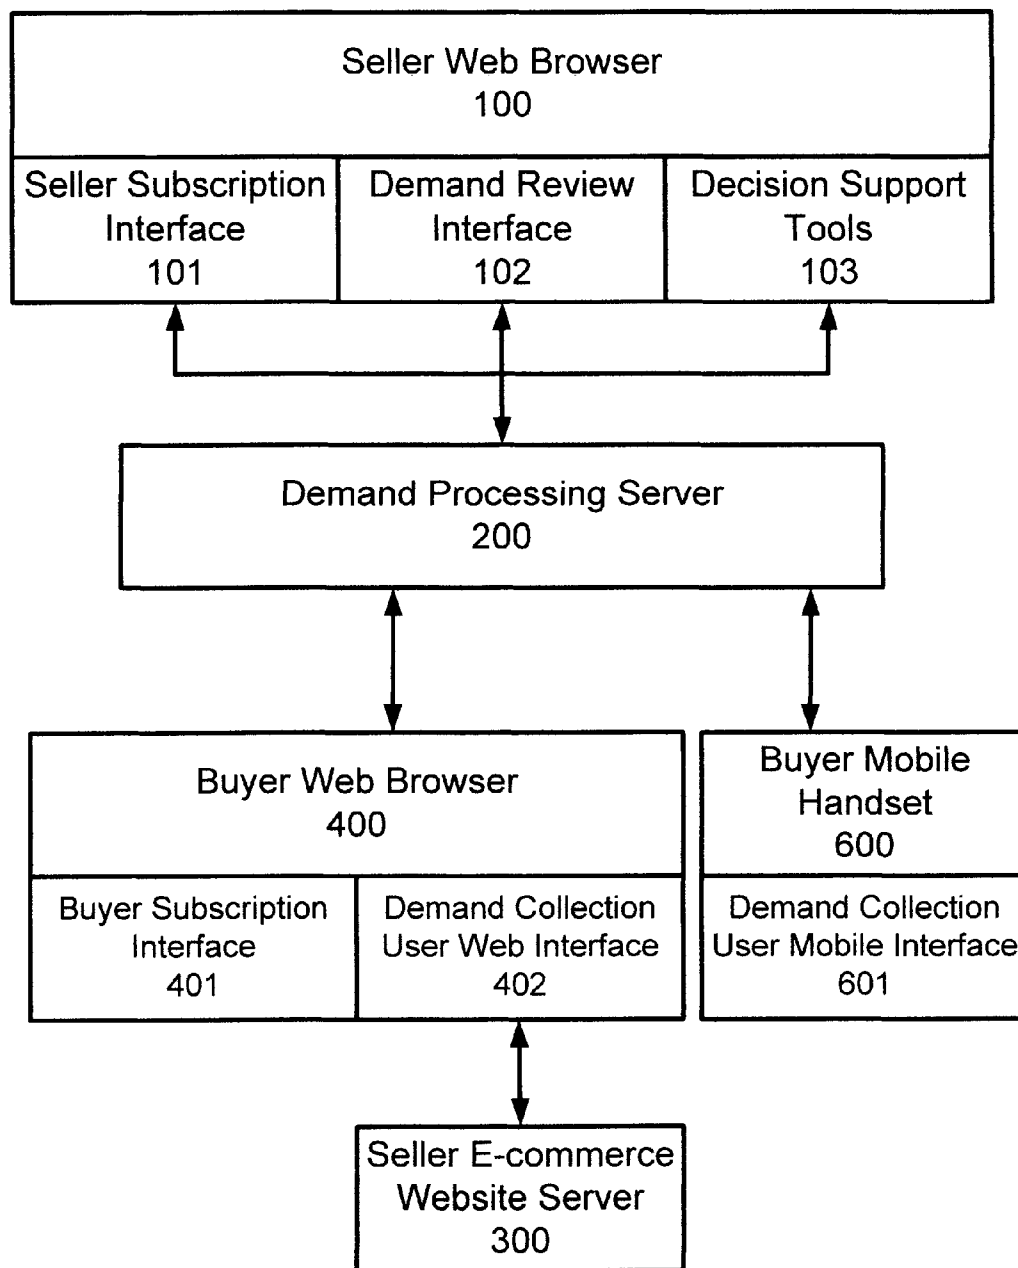 Seller Web Browser
100
Seller Subscription
Interface
101
Demand Review
Interface
102
Decision Support
Tools
103
Demand Processing Server
200
Buyer Web Browser
400
Buyer Subscription
Interface
401
Demand Collection
User Web Interface
402
Buyer Mobile
Handset
600
Demand Collection
User Mobile Interface
601
Seller E-commerce
Website Server
300